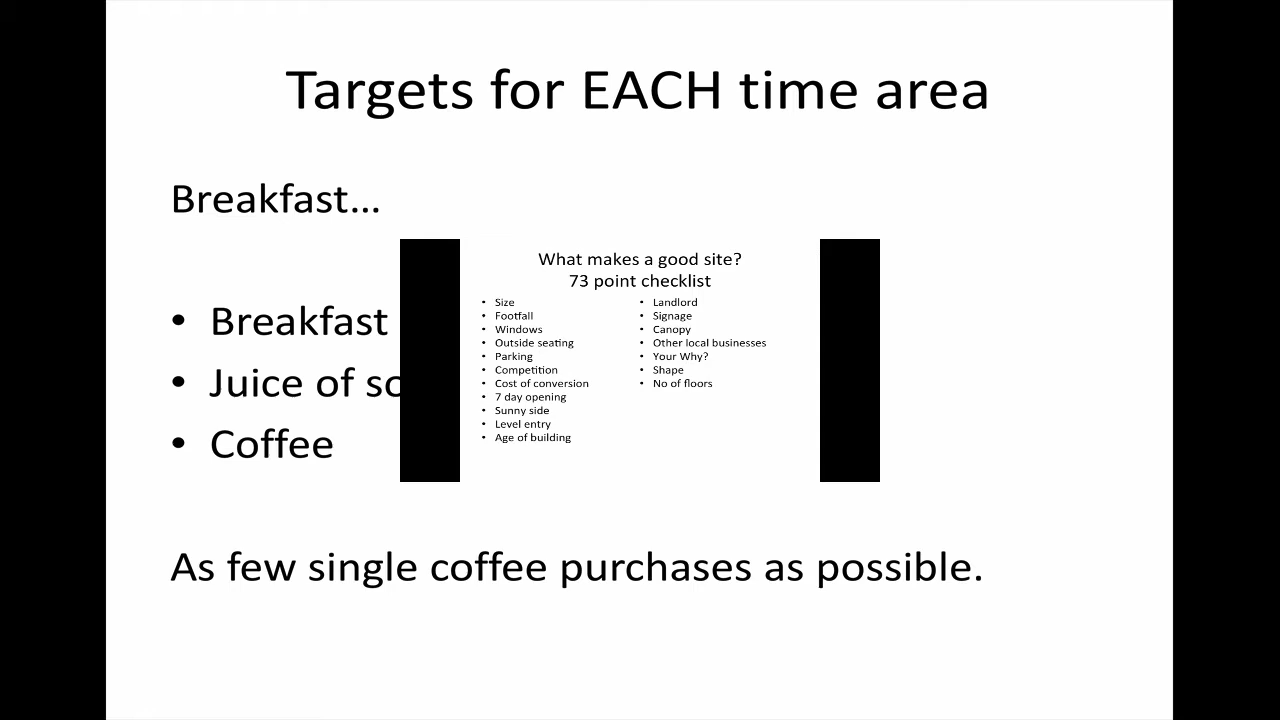 Targets for EACH time area
Breakfast...
• Breakfast
• Juice of
• Coffee
As few single coffee purchases as possible.
What makes a good site?
73 point checklist
• Size
• Footfall
• Windows
• Outside seating
• Parking
• Competition
• Cost of conversion
• 7 day opening
• Sunny side
• Level entry
• Age of building
• Landlord
• Signage
• Canopy
• Other local businesses
• Your Why?
• Shape
• No of floors